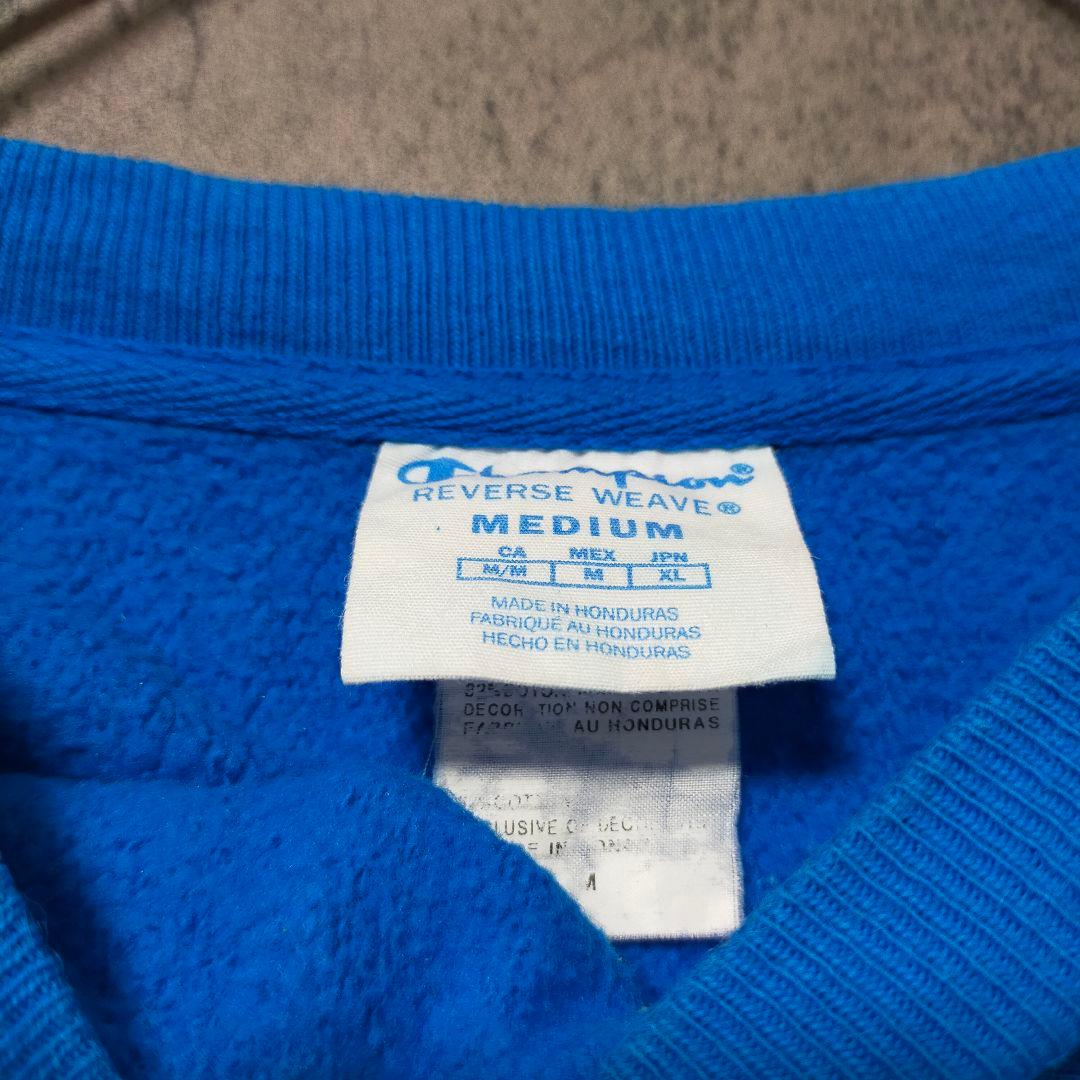 Champion®
REVERSE WEAVE®
MEDIUM
CA MEX JPN
M/M M XL
MADE IN HONDURAS
FABRIQUÉ AU HONDURAS
HECHO EN HONDURAS
DECORATION NON COMPRISE
AU HONDURAS
IN